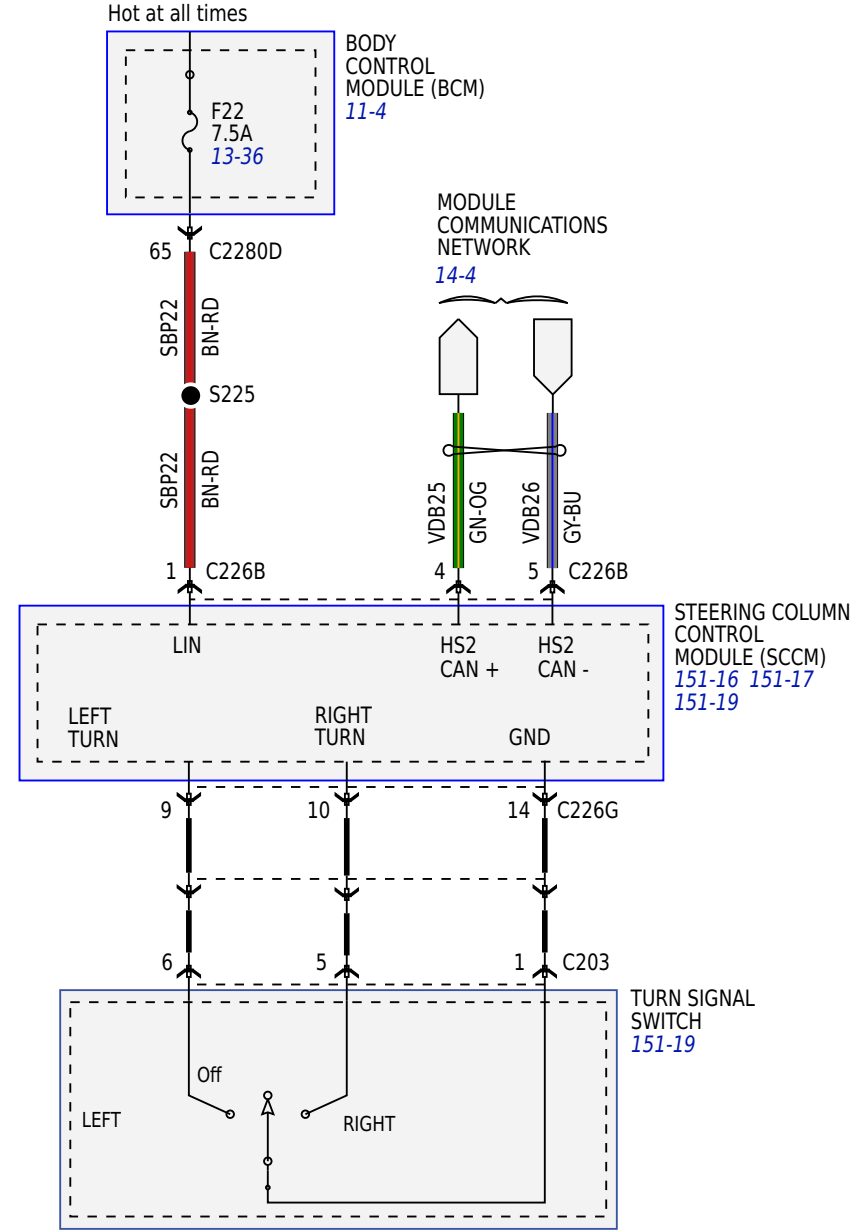 Hot at all times
BODY
CONTROL
MODULE (BCM)
11-4
F22
7.5A
13-36
65 C2280D
SBP22
BN-RD
S225
SBP22
BN-RD
1 C226B
MODULE
COMMUNICATIONS
NETWORK
14-4
VDB25
GN-OG
VDB26
GY-BU
4
5 C226B
STEERING COLUMN
CONTROL
MODULE (SCCM)
151-16 151-17
151-19
LIN
HS2
CAN +
HS2
CAN -
LEFT
TURN
RIGHT
TURN
GND
9
10
14 C226G
6
5
1 C203
TURN SIGNAL
SWITCH
151-19
Off
LEFT
RIGHT